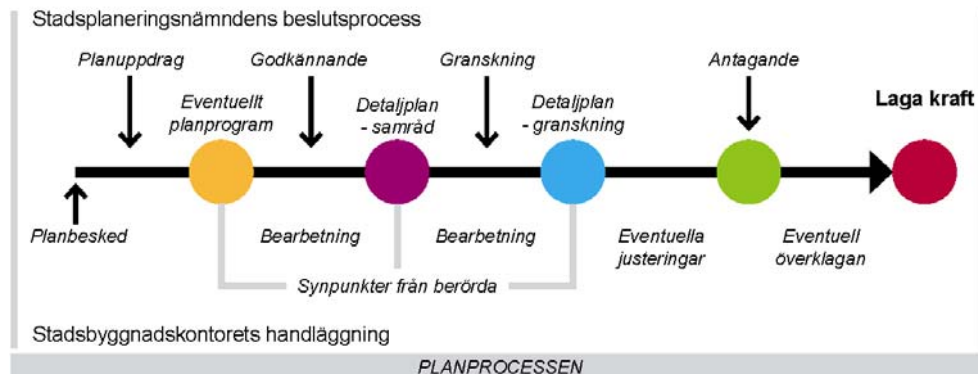 Stadsplaneringsnämndens beslutsprocess
Planuppdrag
Godkännande
Granskning
Antagande
Eventuellt
planprogram
Detaljplan
- samråd
Detaljplan
- granskning
Laga kraft
Planbesked
Bearbetning
Bearbetning
Eventuella
justeringar
Eventuell
överklagan
Synpunkter från berörda
Stadsbyggnadskontorets handläggning
PLANPROCESSEN